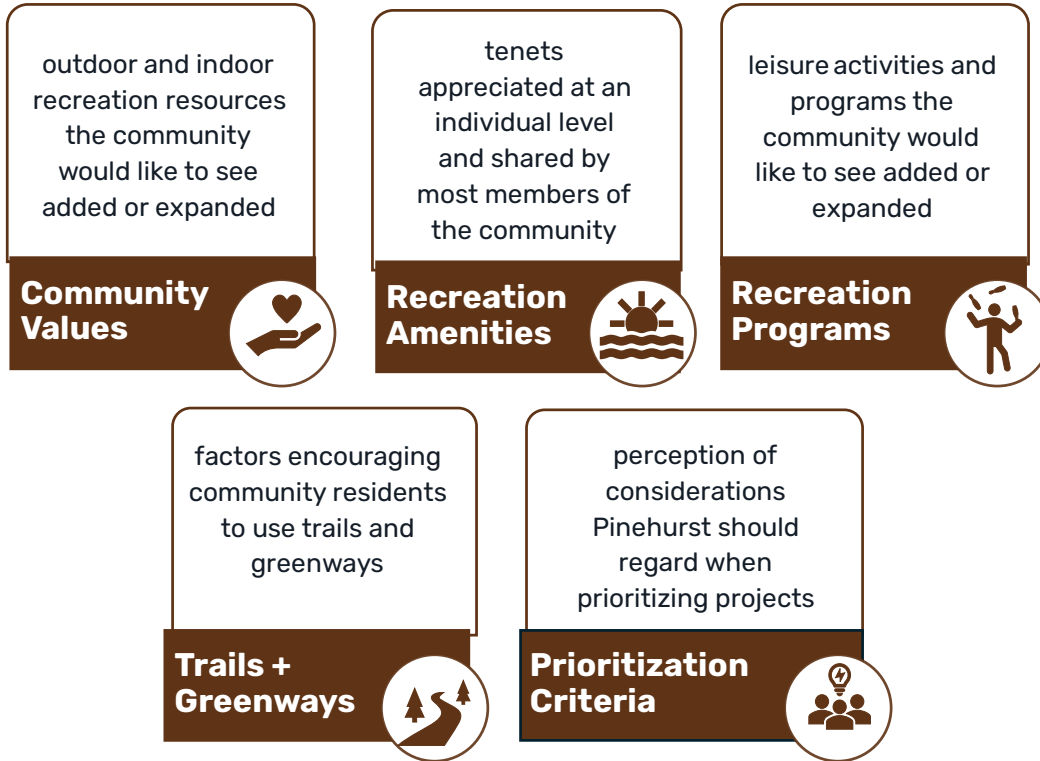 outdoor and indoor
recreation resources
the community
would like to see
added or expanded
Community
Values
tenets
appreciated at an
individual level
and shared by
most members of
the community
Recreation
Amenities
leisure activities and
programs the
community would
like to see added or
expanded
Recreation
Programs
factors encouraging
community residents
to use trails and
greenways
Trails +
Greenways
perception of
considerations
Pinehurst should
regard when
prioritizing projects
Prioritization
Criteria